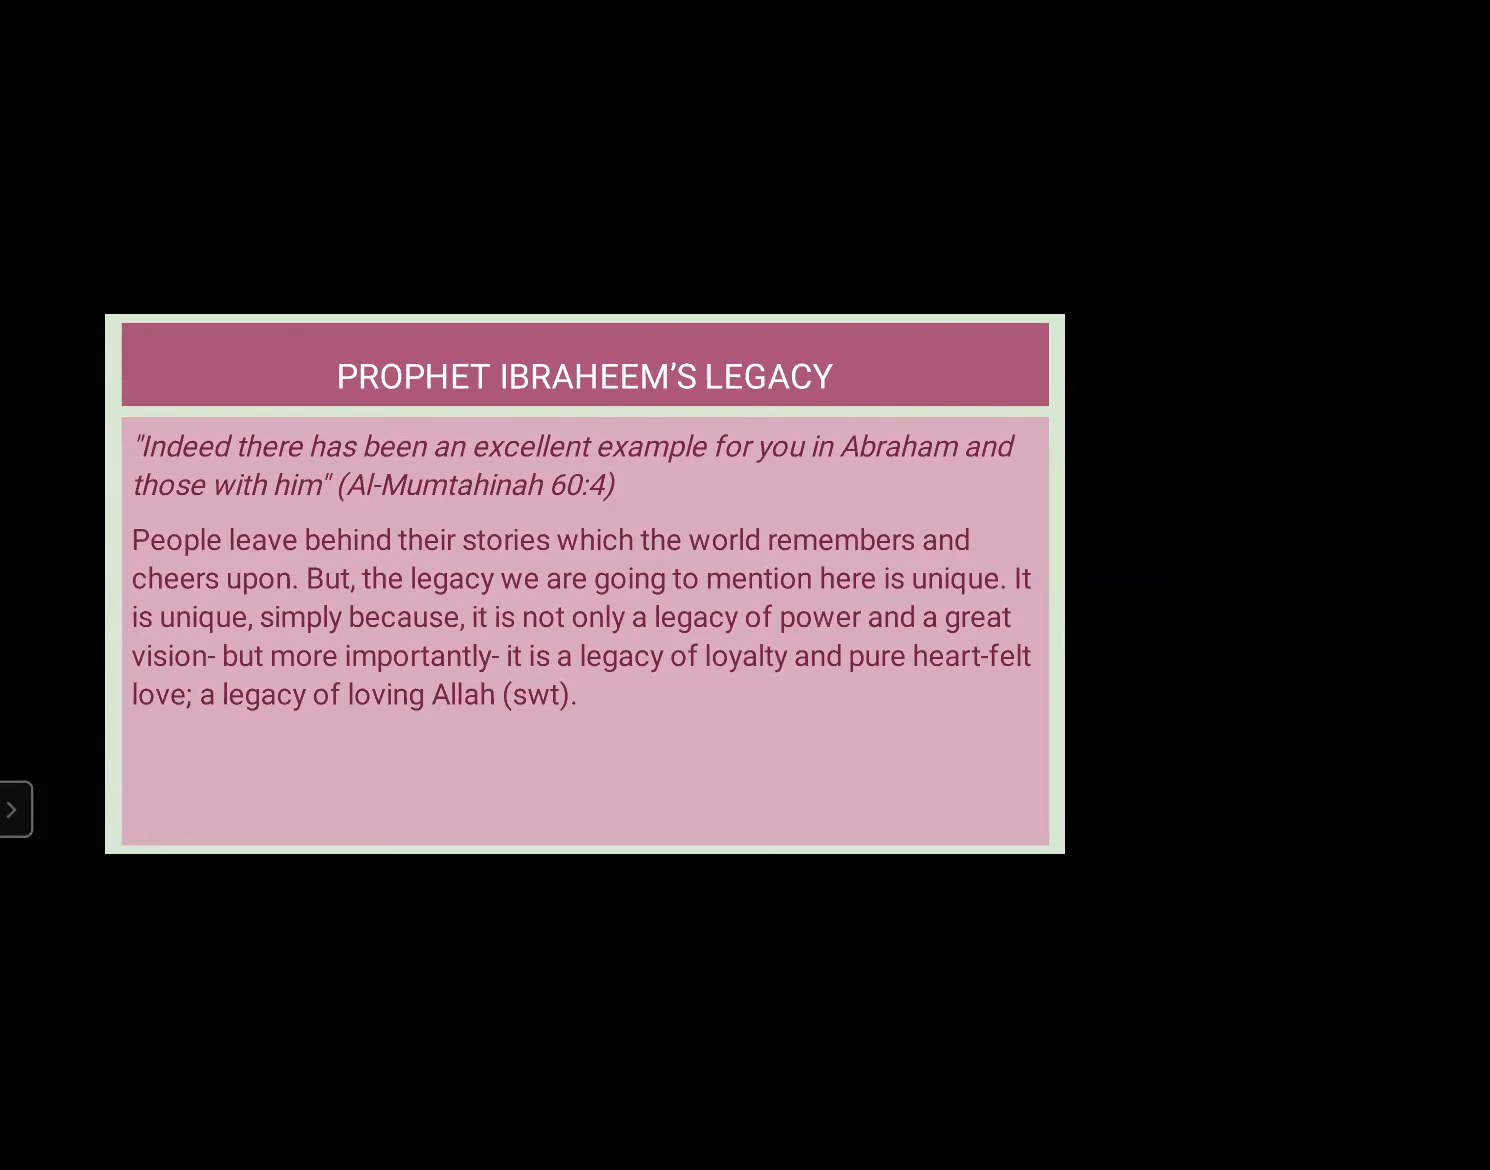 PROPHET IBRAHEEM’S LEGACY
"Indeed there has been an excellent example for you in Abraham and
those with him" (Al-Mumtahinah 60:4)
People leave behind their stories which the world remembers and
cheers upon. But, the legacy we are going to mention here is unique. It
is unique, simply because, it is not only a legacy of power and a great
vision- but more importantly- it is a legacy of loyalty and pure heart-felt
love; a legacy of loving Allah (swt).